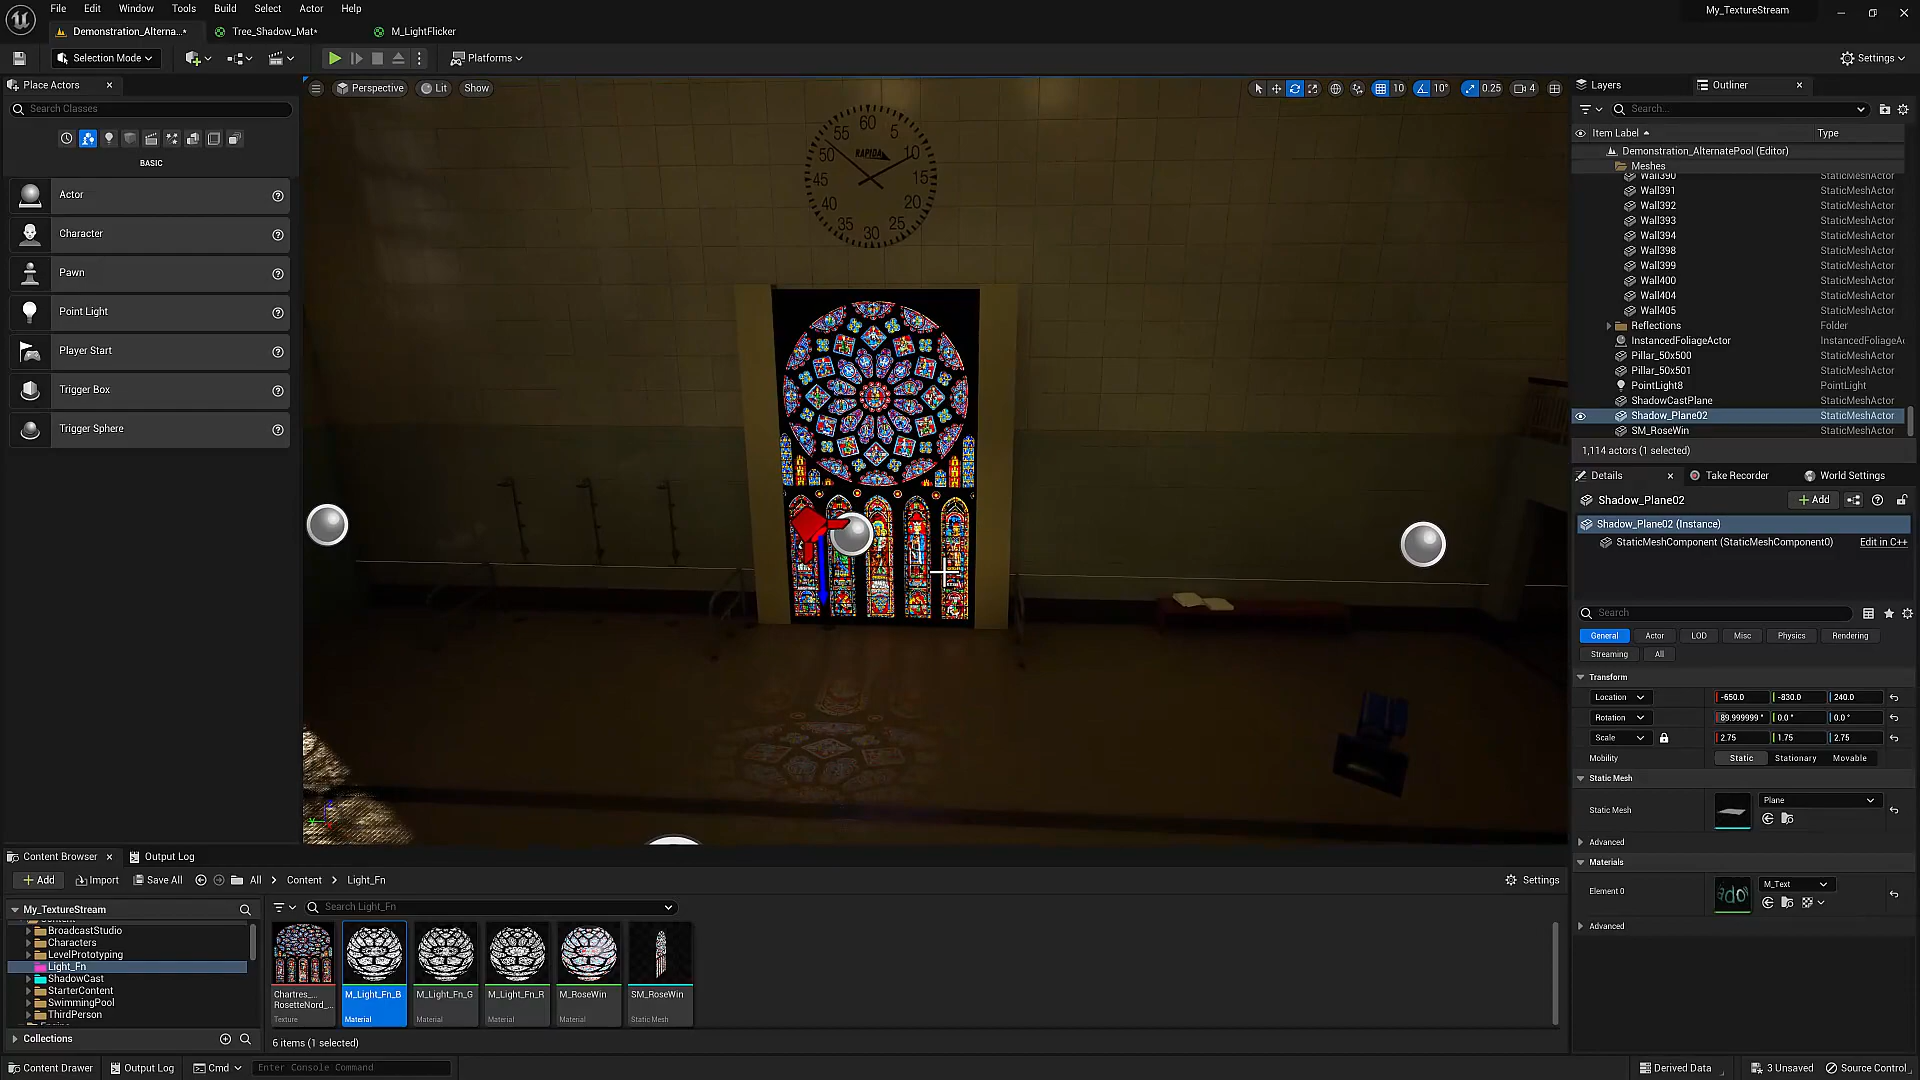 File Edit Window Tools Build Select Actor Help
My_TextureStream
Demonstration_Alterna...* Tree_Shadow_Mat* M_LightFlicker
Selection Mode Platforms Settings
Place Actors
Search Classes
BASIC
Actor
Character
Pawn
Point Light
Player Start
Trigger Box
Trigger Sphere
Perspective Lit Show
10 10° 0.25 4
60
55 5
50 10
RAPIDA
45 15
40 20
35 25
30
Layers Outliner
Search...
Item Label Type
Demonstration_AlternatePool (Editor)
Meshes
Wall390 StaticMeshActor
Wall391 StaticMeshActor
Wall392 StaticMeshActor
Wall393 StaticMeshActor
Wall394 StaticMeshActor
Wall398 StaticMeshActor
Wall399 StaticMeshActor
Wall400 StaticMeshActor
Wall404 StaticMeshActor
Wall405 StaticMeshActor
Reflections Folder
InstancedFoliageActor InstancedFoliageAc
Pillar_50x500 StaticMeshActor
Pillar_50x501 StaticMeshActor
PointLight8 PointLight
ShadowCastPlane StaticMeshActor
Shadow_Plane02 StaticMeshActor
SM_RoseWin StaticMeshActor
1,114 actors (1 selected)
Details Take Recorder World Settings
Shadow_Plane02 Add
Shadow_Plane02 (Instance)
StaticMeshComponent (StaticMeshComponent0) Edit in C++
Search
General Actor LOD Misc Physics Rendering
Streaming All
Transform
Location -650.0 -830.0 240.0
Rotation 89.999999 ° 0.0 ° 0.0 °
Scale 2.75 1.75 2.75
Mobility Static Stationary Movable
Static Mesh
Static Mesh Plane
Advanced
Materials
Element 0 M_Text
Advanced
Content Browser Output Log
Add Import Save All All Content Light_Fn Settings
My_TextureStream
Search Light_Fn
BroadcastStudio
Characters
LevelPrototyping
Light_Fn
ShadowCast
StarterContent
SwimmingPool
ThirdPerson
Collections
Chartres_...
RosetteNord_...
Texture
M_Light_Fn_B
Material
M_Light_Fn_G
Material
M_Light_Fn_R
Material
M_RoseWin
Material
SM_RoseWin
Static Mesh
6 items (1 selected)
Content Drawer Output Log Cmd Enter Console Command Derived Data 3 Unsaved Source Control